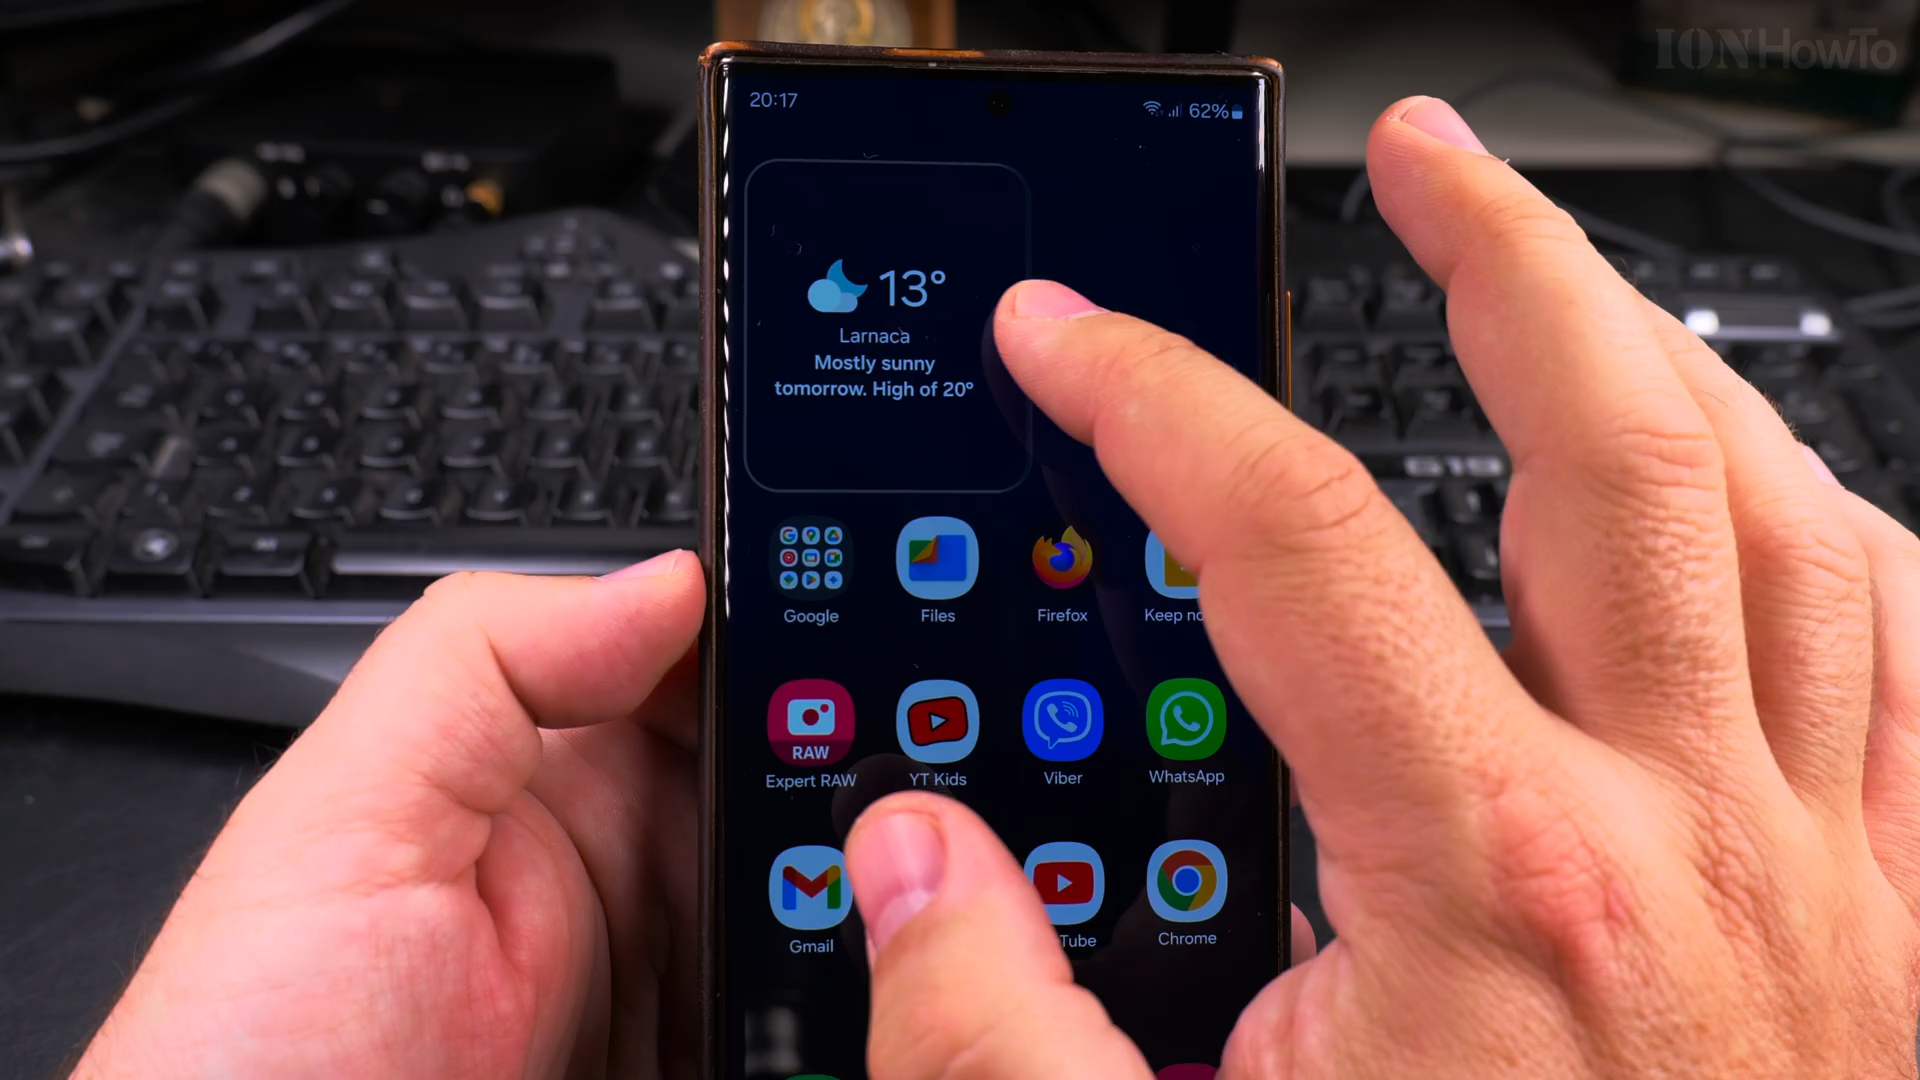 IONHowTo
20:17
62%
13°
Larnaca
Mostly sunny
tomorrow. High of 20°
Google
Files
Firefox
Keep no
RAW
Expert RAW
YT Kids
Viber
WhatsApp
Gmail
Tube
Chrome
G19